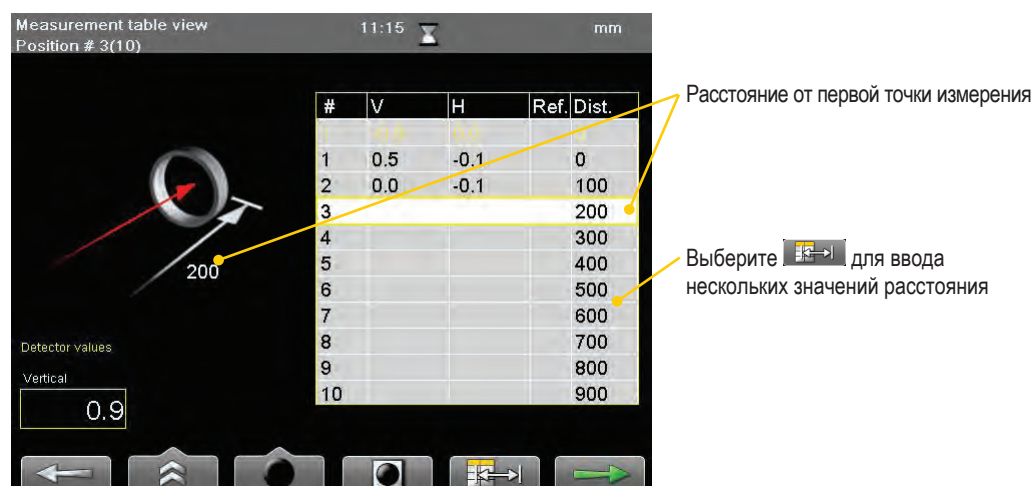 Measurement table view 11:15 mm
Position # 3(10)
# V H Ref. Dist.
1 0.5 -0.1 0
2 0.0 -0.1 100
3 200
4 300
5 400
6 500
7 600
8 700
9 800
10 900
200
Detector values
Vertical
0.9
Расстояние от первой точки измерения
Выберите для ввода
нескольких значений расстояния